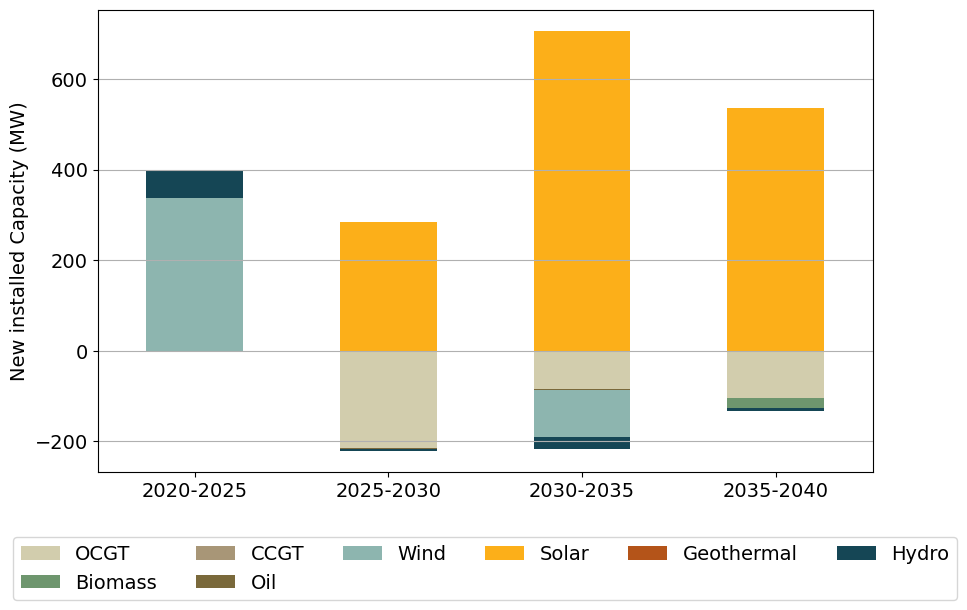 New installed Capacity (MW)
600
400
200
0
−200
2020-2025 2025-2030 2030-2035 2035-2040
OCGT CCGT Wind Solar Geothermal Hydro
Biomass Oil